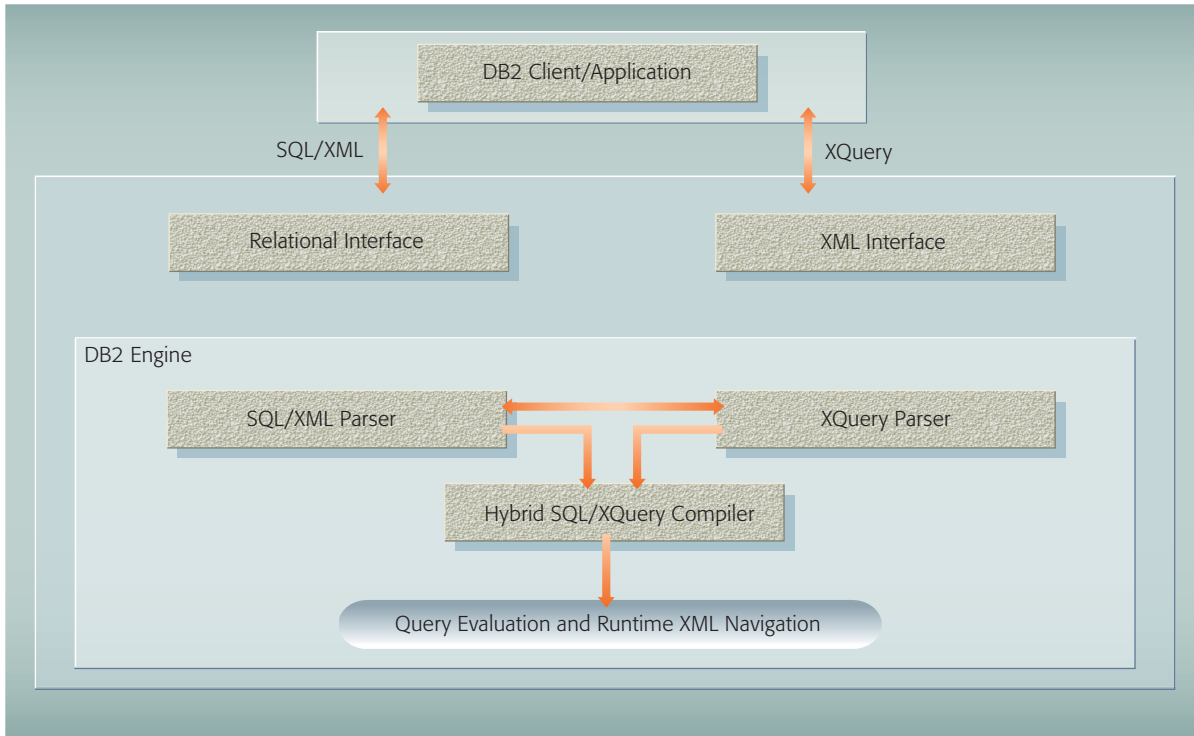 DB2 Client/Application
SQL/XML
XQuery
Relational Interface
XML Interface
DB2 Engine
SQL/XML Parser
XQuery Parser
Hybrid SQL/XQuery Compiler
Query Evaluation and Runtime XML Navigation